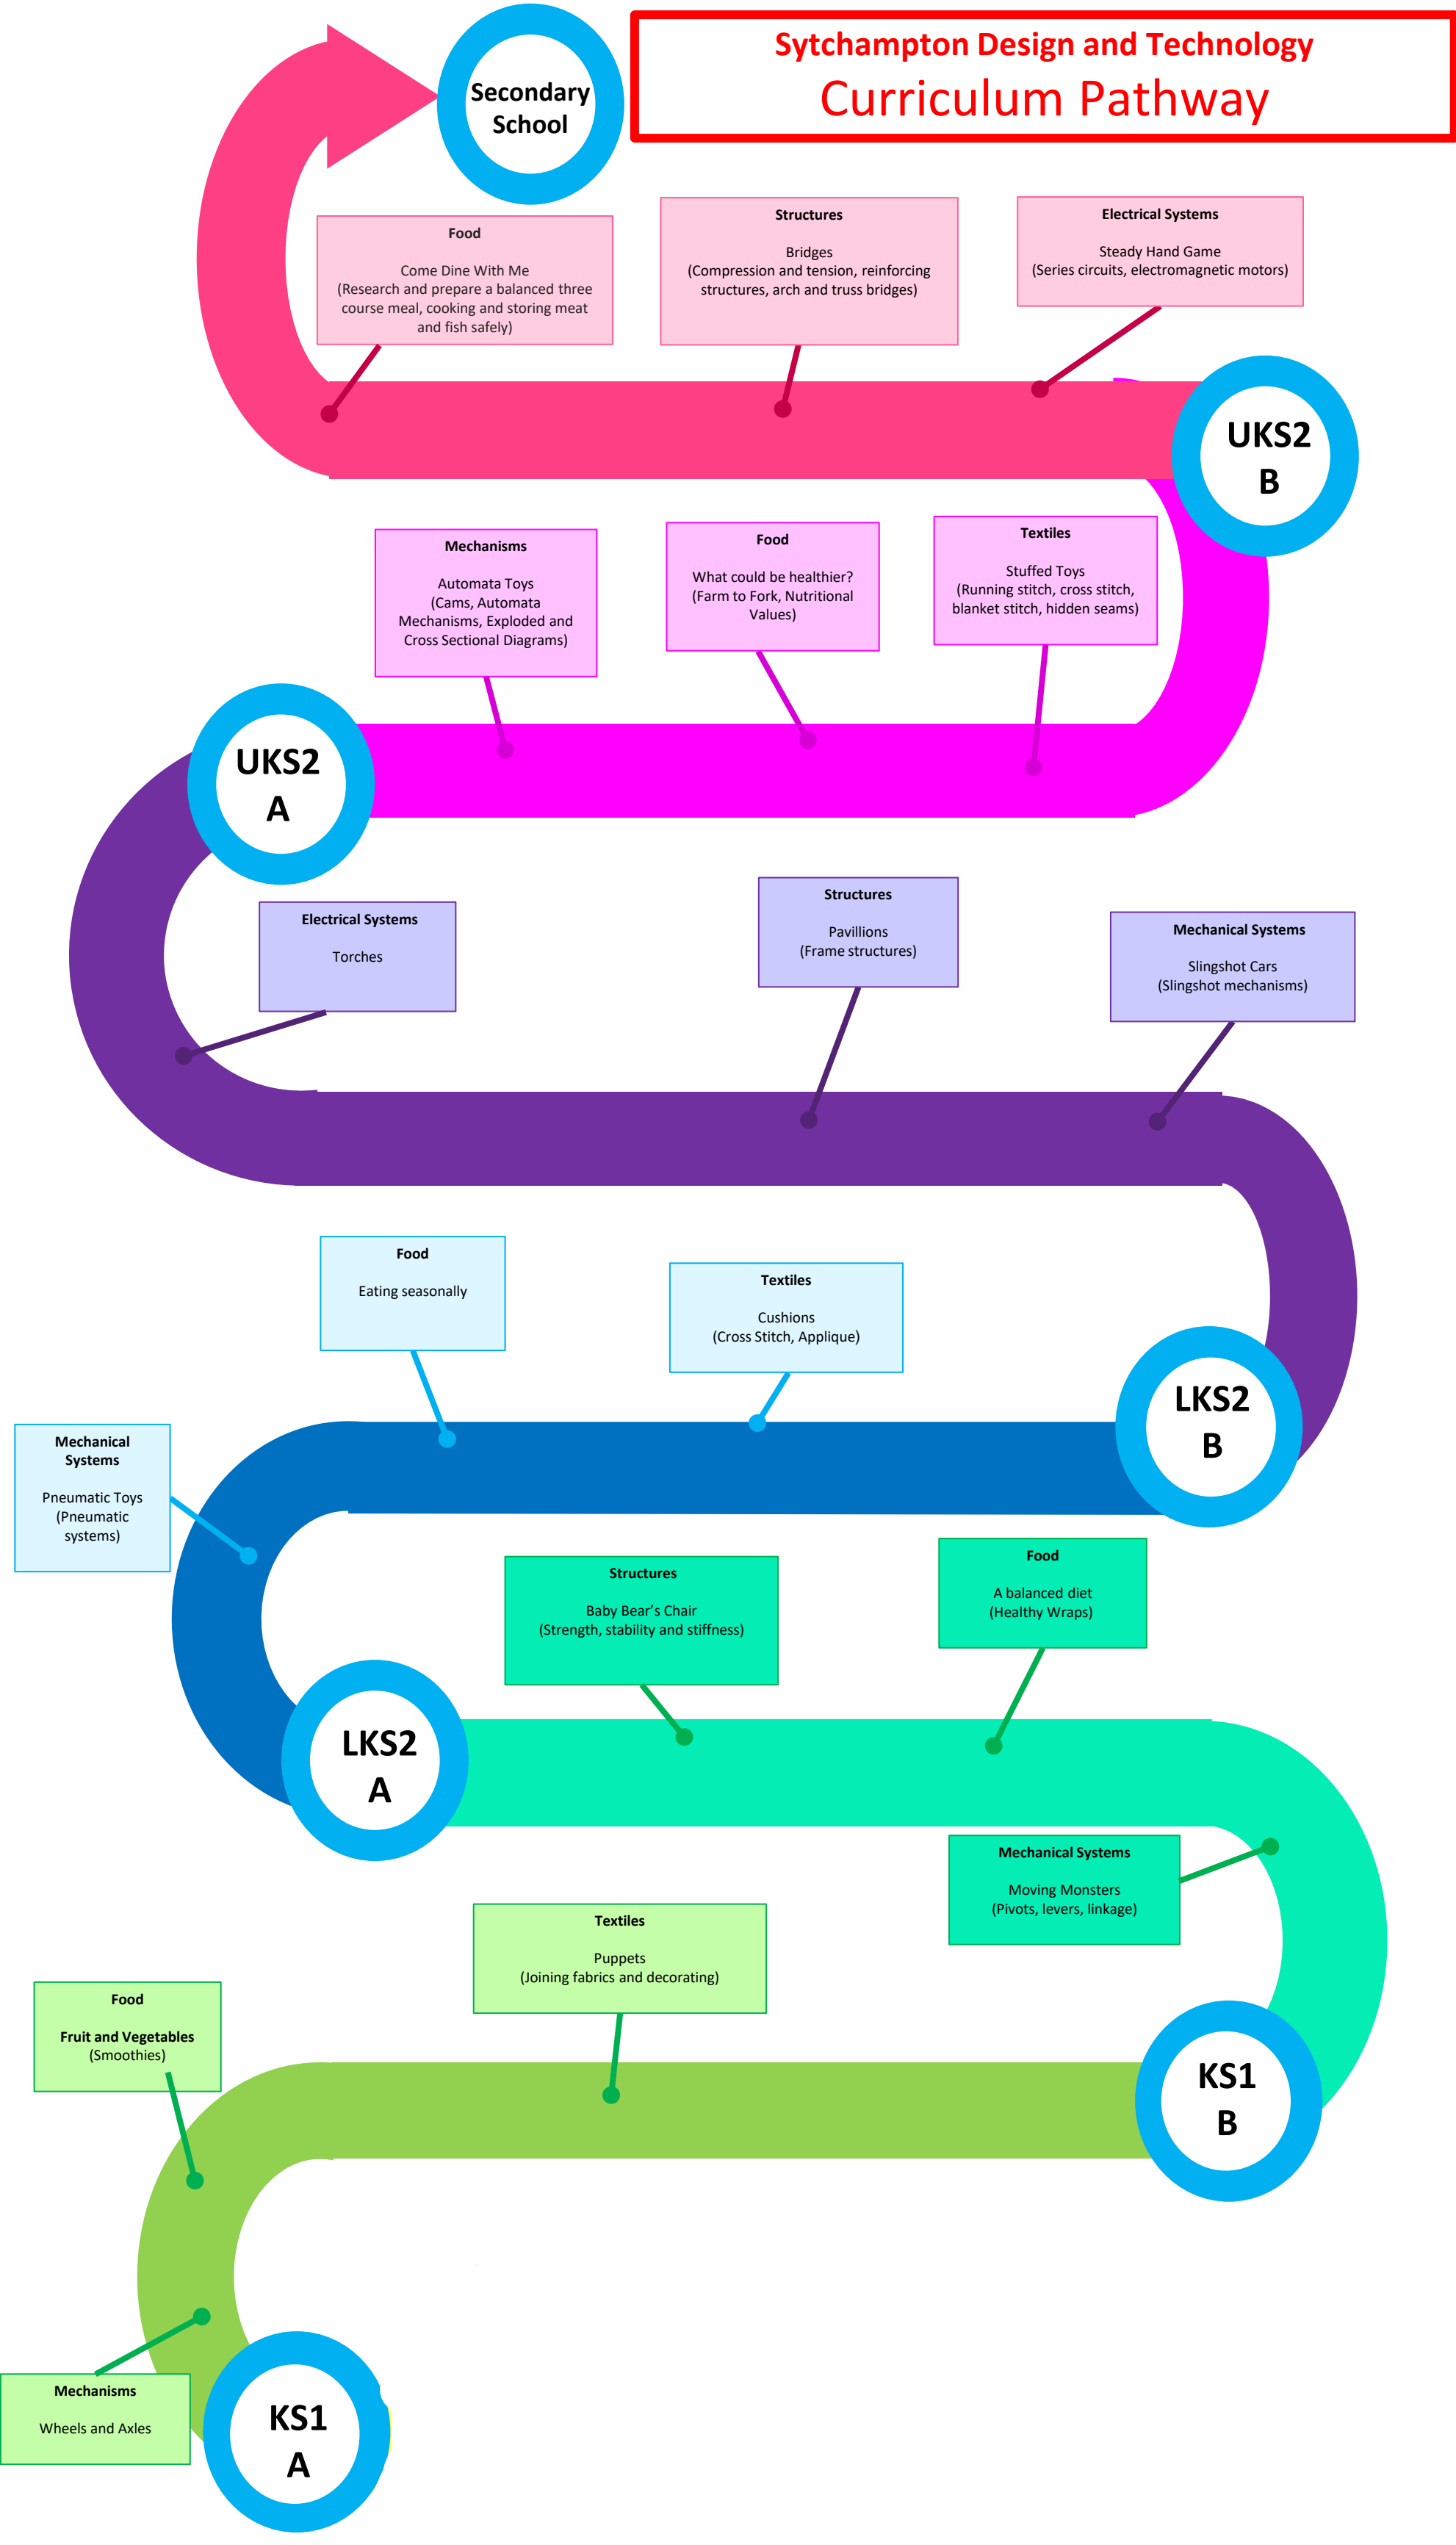 Sytchampton Design and Technology
Curriculum Pathway
Secondary
School
Food
Come Dine With Me
(Research and prepare a balanced three
course meal, cooking and storing meat
and fish safely)
Structures
Bridges
(Compression and tension, reinforcing
structures, arch and truss bridges)
Electrical Systems
Steady Hand Game
(Series circuits, electromagnetic motors)
UKS2
B
Mechanisms
Automata Toys
(Cams, Automata
Mechanisms, Exploded and
Cross Sectional Diagrams)
Food
What could be healthier?
(Farm to Fork, Nutritional
Values)
Textiles
Stuffed Toys
(Running stitch, cross stitch,
blanket stitch, hidden seams)
UKS2
A
Electrical Systems
Torches
Structures
Pavillions
(Frame structures)
Mechanical Systems
Slingshot Cars
(Slingshot mechanisms)
Food
Eating seasonally
Textiles
Cushions
(Cross Stitch, Applique)
LKS2
B
Mechanical
Systems
Pneumatic Toys
(Pneumatic
systems)
Structures
Baby Bear’s Chair
(Strength, stability and stiffness)
Food
A balanced diet
(Healthy Wraps)
LKS2
A
Mechanical Systems
Moving Monsters
(Pivots, levers, linkage)
Textiles
Puppets
(Joining fabrics and decorating)
Food
Fruit and Vegetables
(Smoothies)
KS1
B
Mechanisms
Wheels and Axles
KS1
A